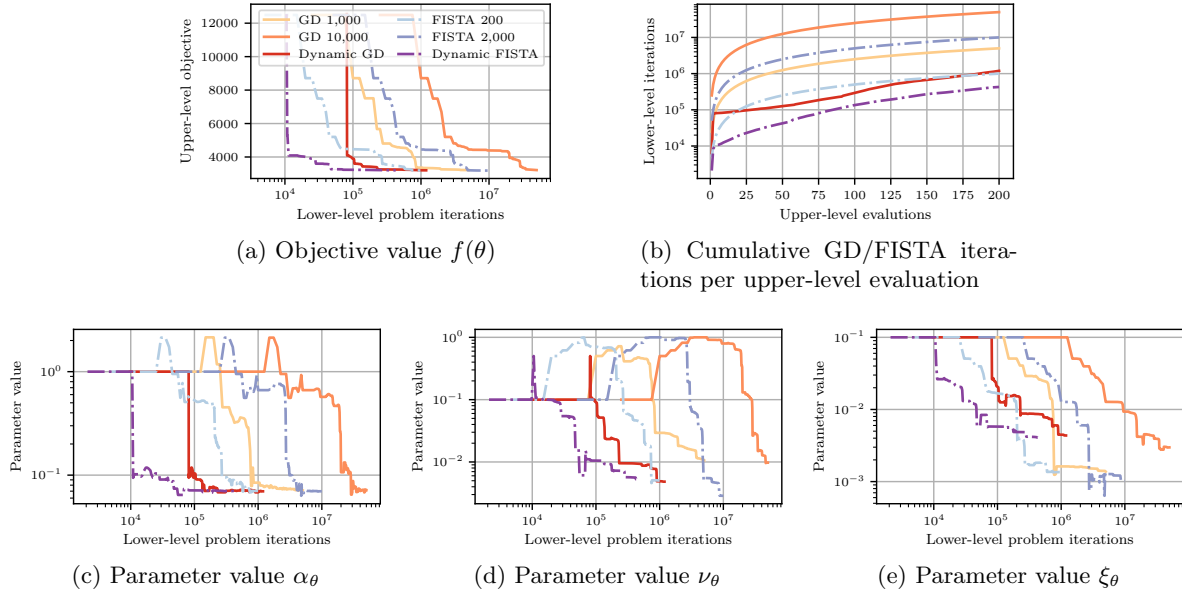 12000
10000
8000
6000
4000
Upper-level objective
GD 1,000
GD 10,000
Dynamic GD
FISTA 200
FISTA 2,000
Dynamic FISTA
10^4 10^5 10^6 10^7
Lower-level problem iterations
(a) Objective value f(θ)
10^7
10^6
10^5
10^4
Lower-level iterations
0 25 50 75 100 125 150 175 200
Upper-level evalutions
(b) Cumulative GD/FISTA itera-
tions per upper-level evaluation
10^0
10^−1
Parameter value
10^4 10^5 10^6 10^7
Lower-level problem iterations
(c) Parameter value α_θ
10^0
10^−1
10^−2
Parameter value
10^4 10^5 10^6 10^7
Lower-level problem iterations
(d) Parameter value ν_θ
10^−1
10^−2
10^−3
Parameter value
10^4 10^5 10^6 10^7
Lower-level problem iterations
(e) Parameter value ξ_θ